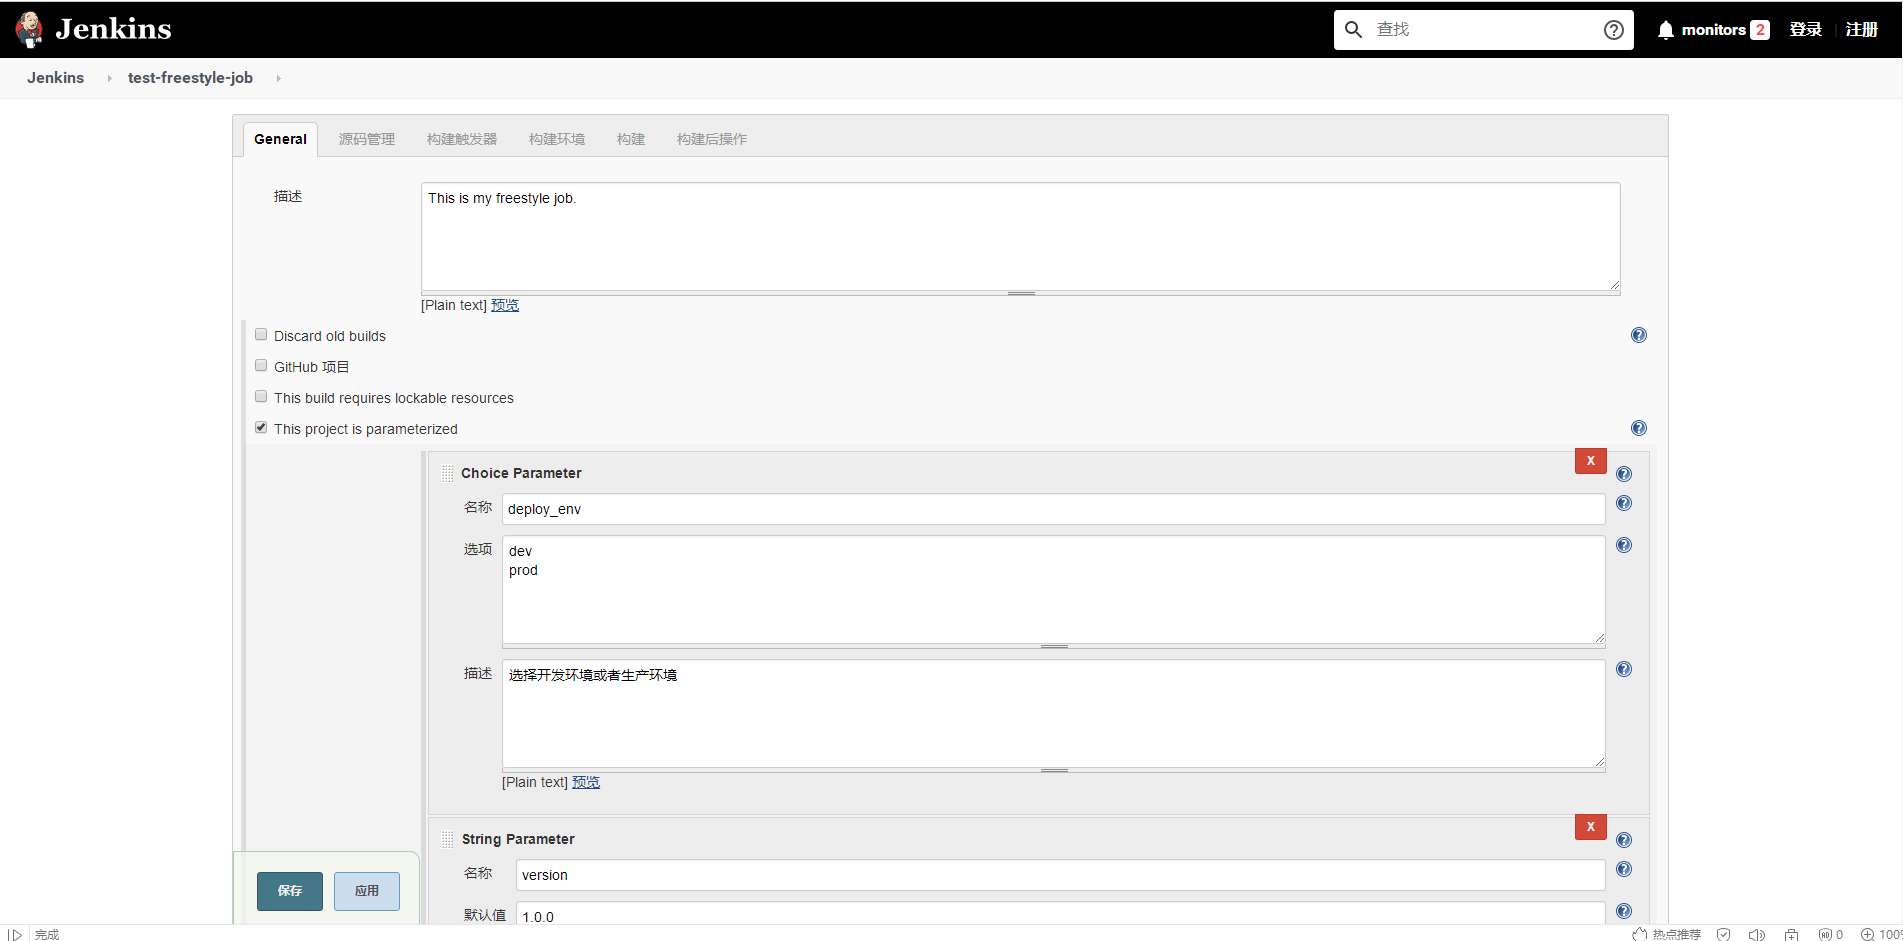 Jenkins
查找
monitors 2
登录
注册
Jenkins
test-freestyle-job
General
源码管理
构建触发器
构建环境
构建
构建后操作
描述
This is my freestyle job.
[Plain text] 预览
Discard old builds
GitHub 项目
This build requires lockable resources
This project is parameterized
X
Choice Parameter
名称
deploy_env
选项
dev
prod
描述
选择开发环境或者生产环境
[Plain text] 预览
X
String Parameter
名称
version
默认值
1.0.0
保存
应用
完成
热点推荐
0
100